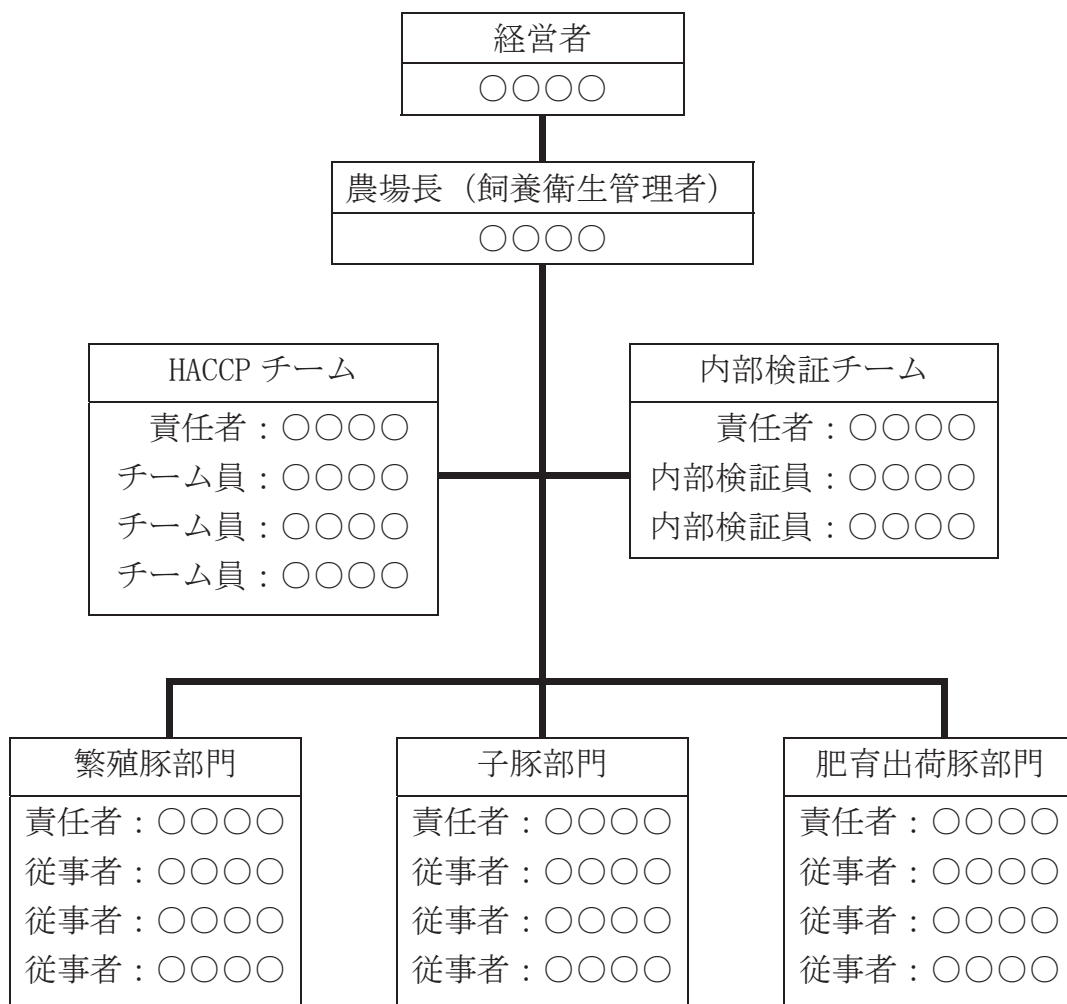 経営者
○○○○
農場長（飼養衛生管理者）
○○○○
HACCP チーム
責任者：○○○○
チーム員：○○○○
チーム員：○○○○
チーム員：○○○○
内部検証チーム
責任者：○○○○
内部検証員：○○○○
内部検証員：○○○○
繁殖豚部門
責任者：○○○○
従事者：○○○○
従事者：○○○○
従事者：○○○○
子豚部門
責任者：○○○○
従事者：○○○○
従事者：○○○○
従事者：○○○○
肥育出荷豚部門
責任者：○○○○
従事者：○○○○
従事者：○○○○
従事者：○○○○